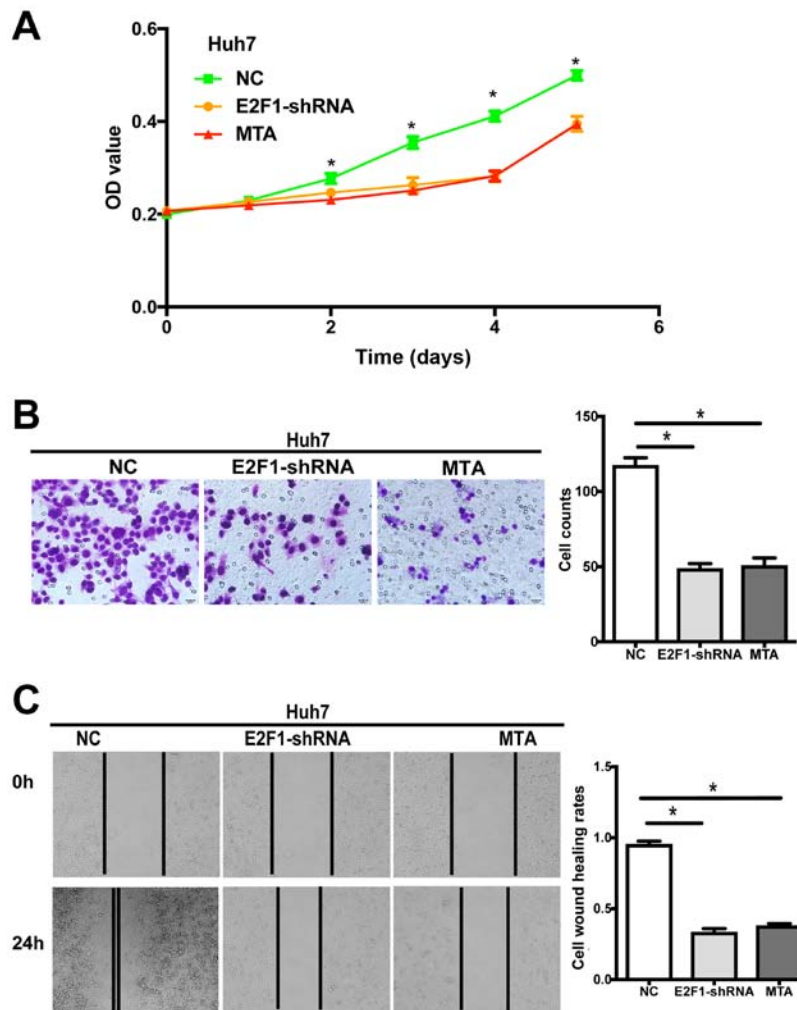 A
Huh7
NC
E2F1-shRNA
MTA
OD value
0.6
0.4
0.2
0.0
* * * *
0 2 4 6
Time (days)
B
Huh7
NC E2F1-shRNA MTA
Cell counts
150
100
50
0
*
*
NC E2F1-shRNA MTA
C
Huh7
NC E2F1-shRNA MTA
0h
24h
Cell wound healing rates
1.5
1.0
0.5
0.0
*
*
NC E2F1-shRNA MTA